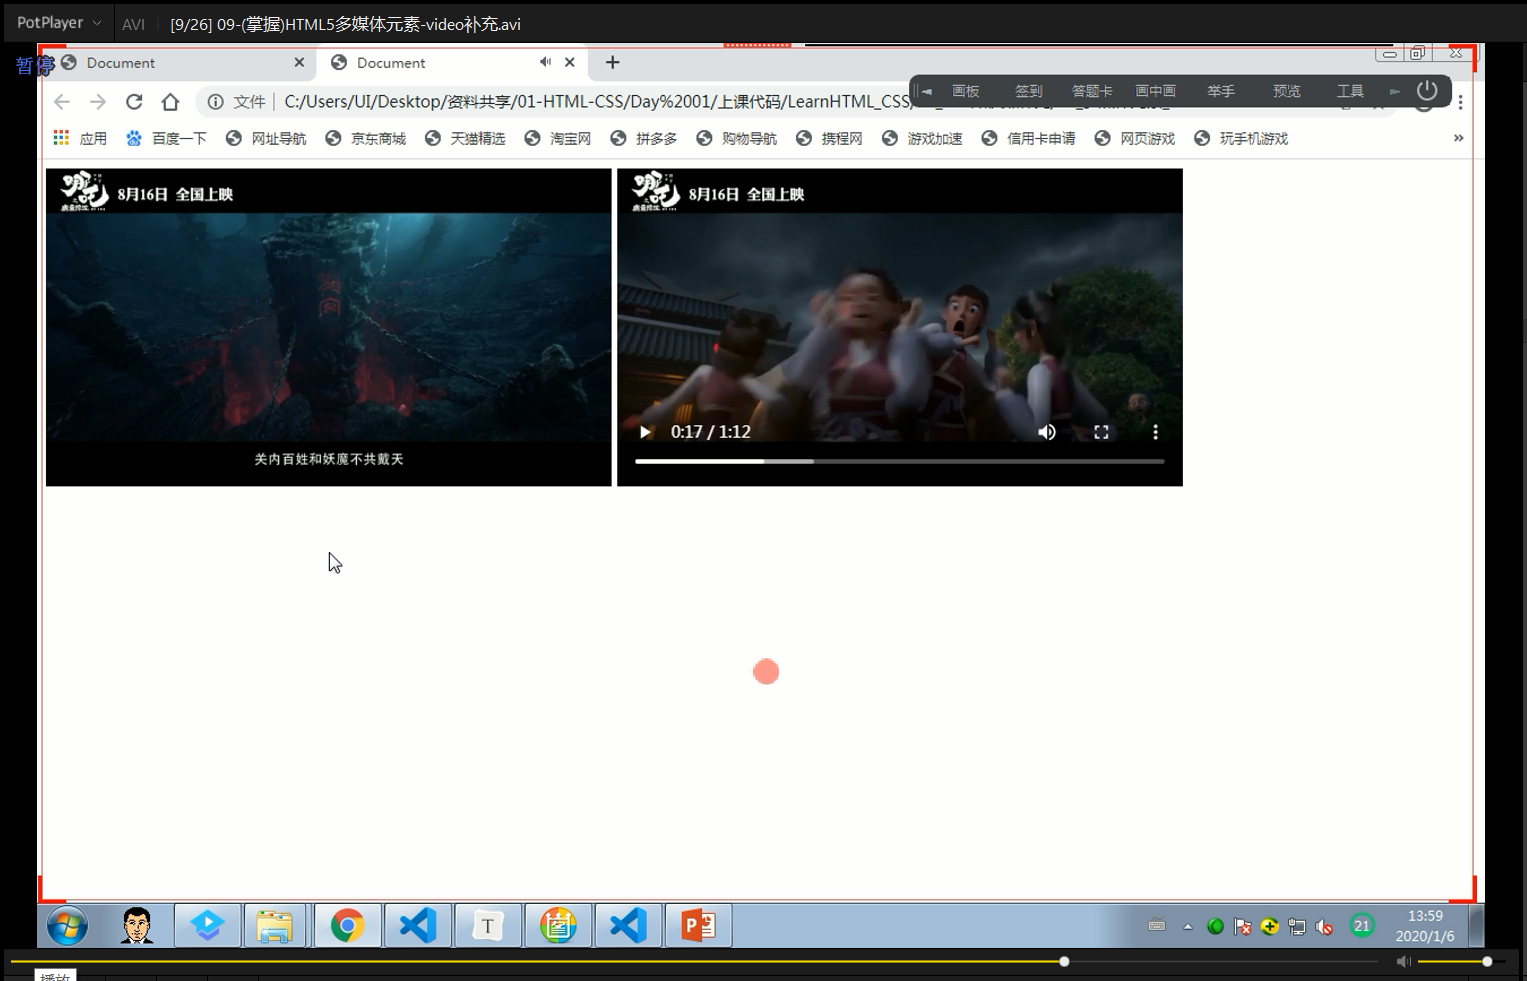 PotPlayer
AVI
[9/26] 09-(掌握)HTML5多媒体元素-video补充.avi
暂停
Document
Document
文件
C:/Users/UI/Desktop/资料共享/01-HTML-CSS/Day%2001/上课代码/LearnHTML_CSS/
画板 签到 答题卡 画中画 举手 预览 工具
应用 百度一下 网址导航 京东商城 天猫精选 淘宝网 拼多多 购物导航 携程网 游戏加速 信用卡申请 网页游戏 玩手机游戏
8月16日 全国上映
8月16日 全国上映
0:17 / 1:12
关内百姓和妖魔不共戴天
T
21
13:59
2020/1/6
播放